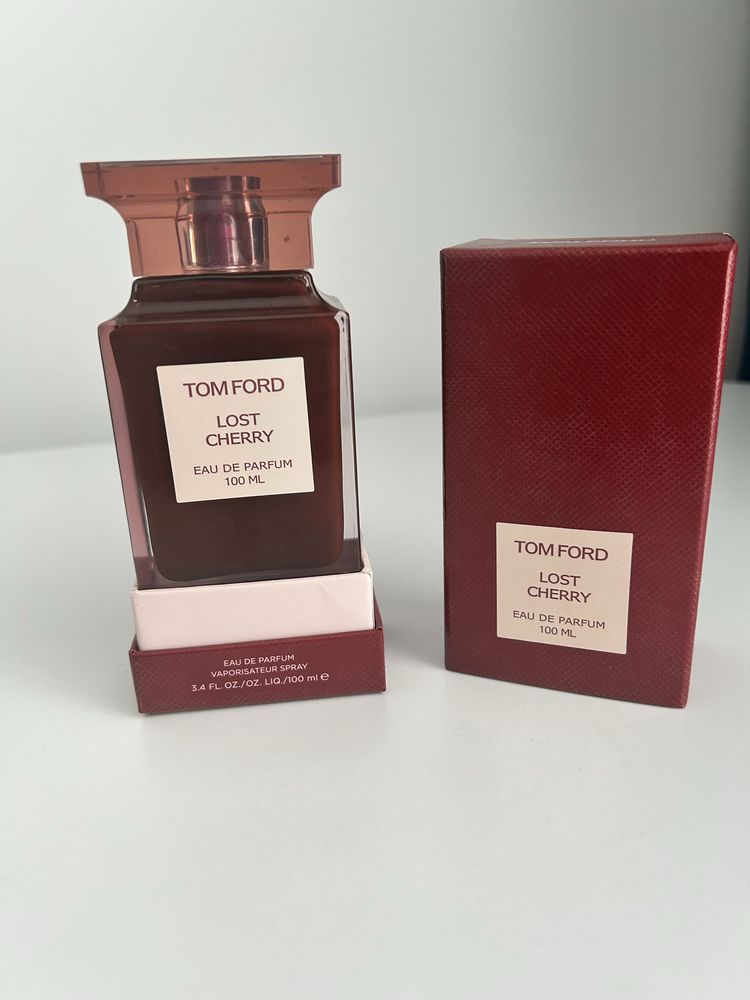 TOM FORD
LOST
CHERRY
EAU DE PARFUM
100 ML
EAU DE PARFUM
VAPORISATEUR SPRAY
3.4 FL. OZ./OZ. LIQ./100 ml ℮
TOM FORD
LOST
CHERRY
EAU DE PARFUM
100 ML